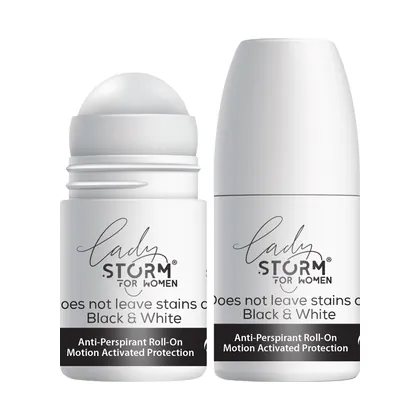 lady
STORM®
FOR WOMEN
Does not leave stains o
Black & White
Anti-Perspirant Roll-On
Motion Activated Protection
lady
STORM®
FOR WOMEN
Does not leave stains o
Black & White
Anti-Perspirant Roll-On
Motion Activated Protection